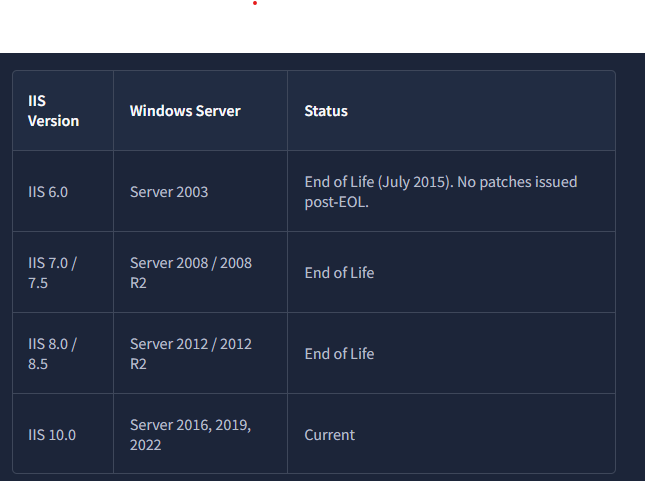 IIS
Version
Windows Server
Status
IIS 6.0
Server 2003
End of Life (July 2015). No patches issued
post-EOL.
IIS 7.0 /
7.5
Server 2008 / 2008
R2
End of Life
IIS 8.0 /
8.5
Server 2012 / 2012
R2
End of Life
IIS 10.0
Server 2016, 2019,
2022
Current